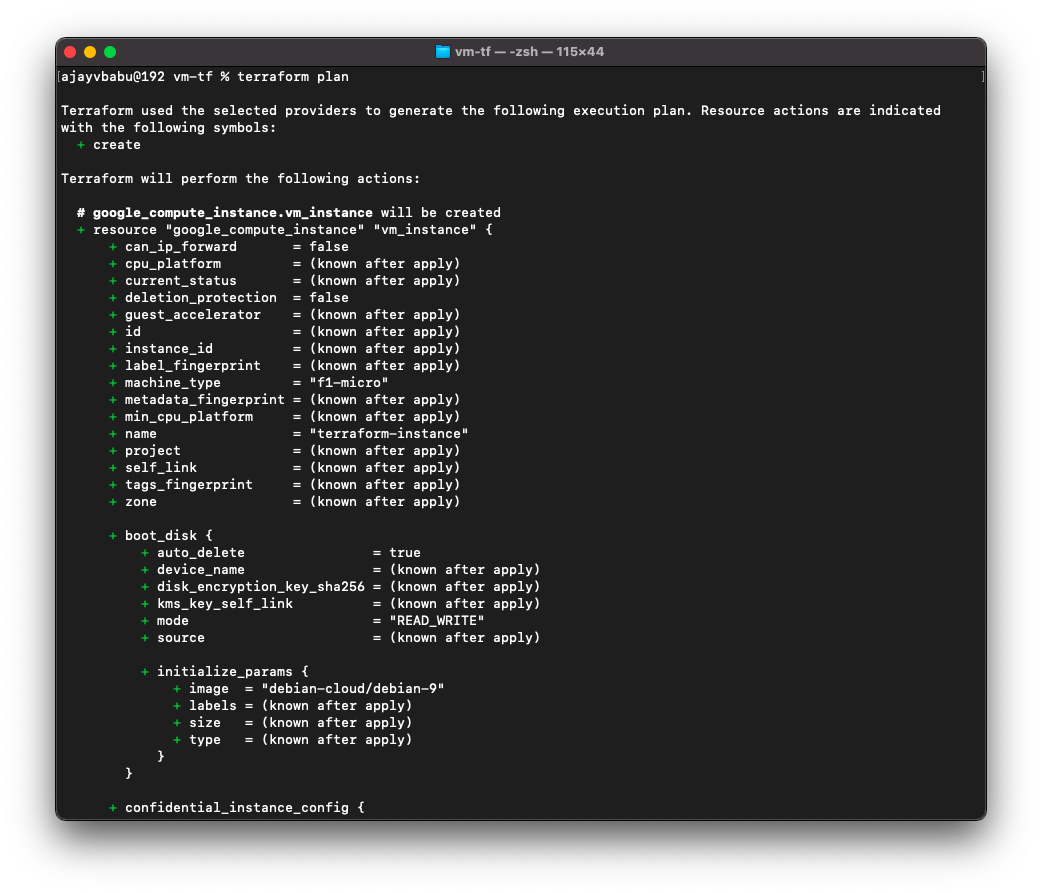 vm-tf — -zsh — 115×44
[ajayvbabu@192 vm-tf % terraform plan ]
Terraform used the selected providers to generate the following execution plan. Resource actions are indicated
with the following symbols:
  + create
Terraform will perform the following actions:
  # google_compute_instance.vm_instance will be created
  + resource "google_compute_instance" "vm_instance" {
      + can_ip_forward       = false
      + cpu_platform         = (known after apply)
      + current_status       = (known after apply)
      + deletion_protection  = false
      + guest_accelerator    = (known after apply)
      + id                   = (known after apply)
      + instance_id          = (known after apply)
      + label_fingerprint    = (known after apply)
      + machine_type         = "f1-micro"
      + metadata_fingerprint = (known after apply)
      + min_cpu_platform     = (known after apply)
      + name                 = "terraform-instance"
      + project              = (known after apply)
      + self_link            = (known after apply)
      + tags_fingerprint     = (known after apply)
      + zone                 = (known after apply)
      + boot_disk {
          + auto_delete                = true
          + device_name                = (known after apply)
          + disk_encryption_key_sha256 = (known after apply)
          + kms_key_self_link          = (known after apply)
          + mode                       = "READ_WRITE"
          + source                     = (known after apply)
          + initialize_params {
              + image  = "debian-cloud/debian-9"
              + labels = (known after apply)
              + size   = (known after apply)
              + type   = (known after apply)
            }
        }
      + confidential_instance_config {